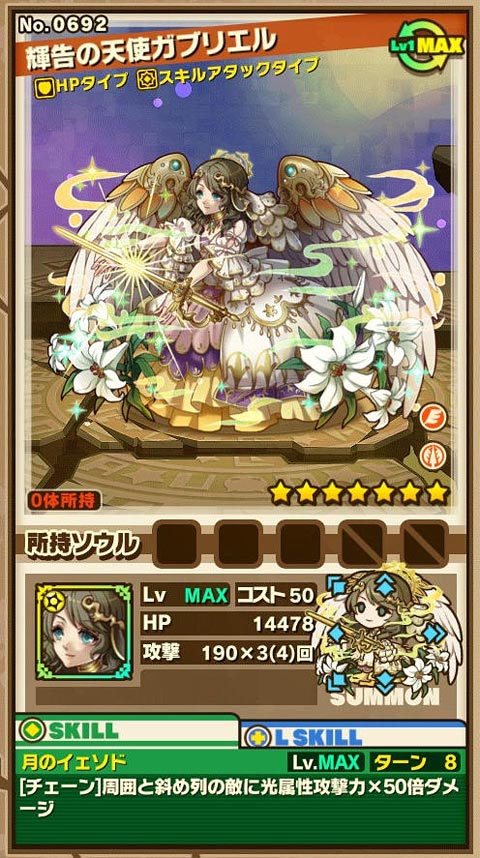 No.0692
輝告の天使ガブリエル
Lv1 MAX
HPタイプ スキルアタックタイプ
0体所持
所持ソウル
Lv MAX コスト 50
HP 14478
攻撃 190×3(4)回
SUMMON
SKILL
L SKILL
月のイェソド Lv.MAX ターン 8
[チェーン]周囲と斜め列の敵に光属性攻撃力×50倍ダメ
ージ